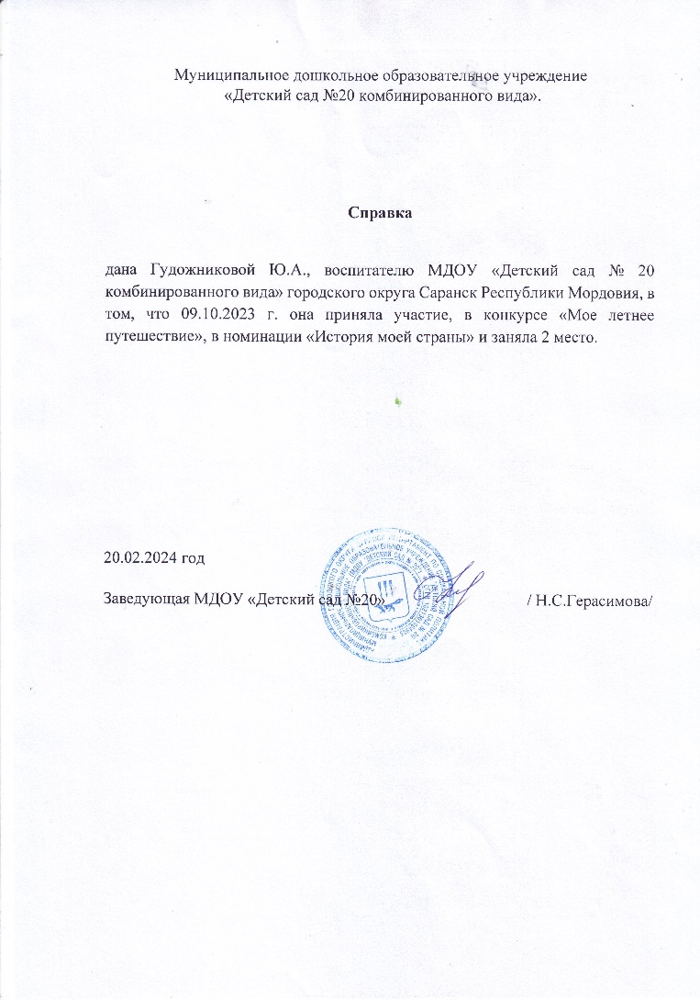 Муниципальное дошкольное образовательное учреждение
«Детский сад №20 комбинированного вида».
Справка
дана Гудожниковой Ю.А., воспитателю МДОУ «Детский сад № 20
комбинированного вида» городского округа Саранск Республики Мордовия, в
том, что 09.10.2023 г. она приняла участие, в конкурсе «Мое летнее
путешествие», в номинации «История моей страны» и заняла 2 место.
20.02.2024 год
Заведующая МДОУ «Детский сад №20»
/ Н.С.Герасимова/